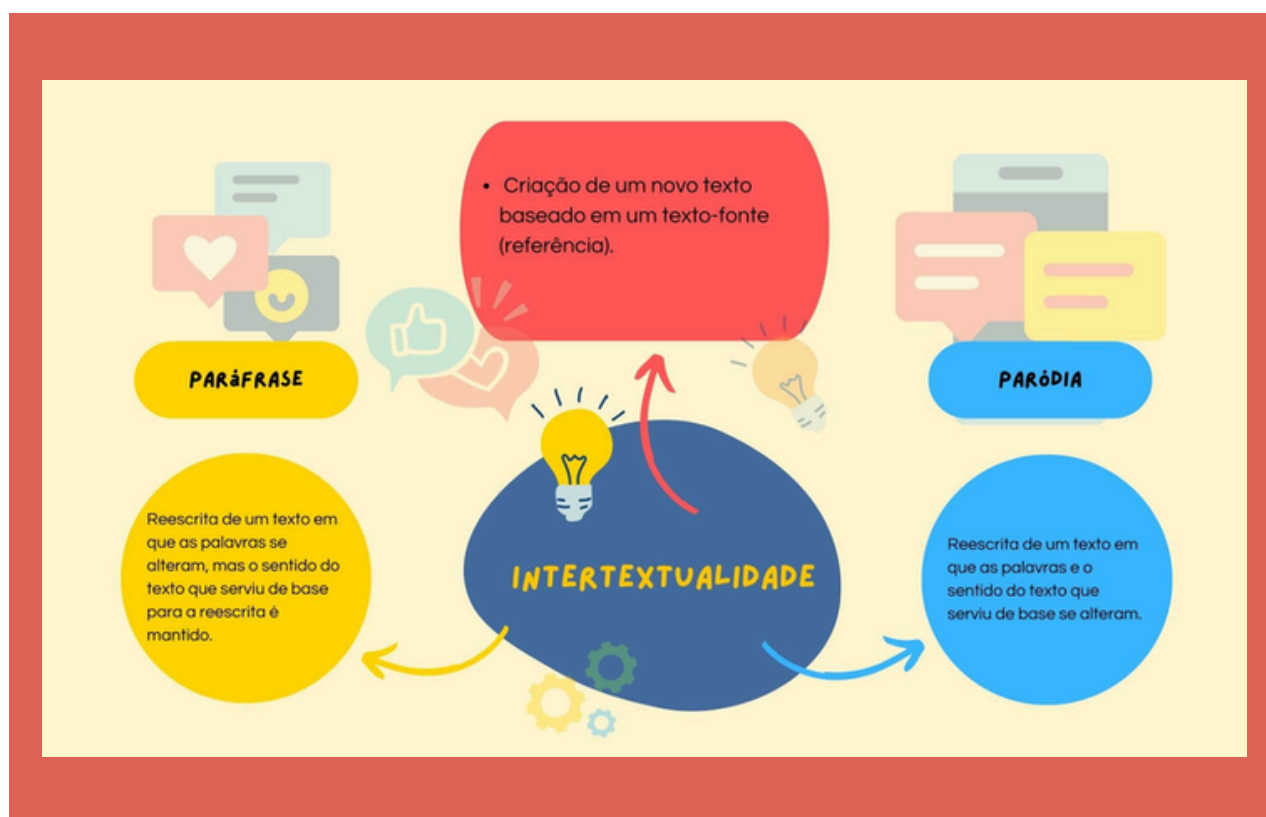 • Criação de um novo texto
baseado em um texto-fonte
(referência).
PARÁFRASE
Reescrita de um texto em
que as palavras se
alteram, mas o sentido do
texto que serviu de base
para a reescrita é
mantido.
INTERTEXTUALIDADE
PARÓDIA
Reescrita de um texto em
que as palavras e o
sentido do texto que
serviu de base se alteram.